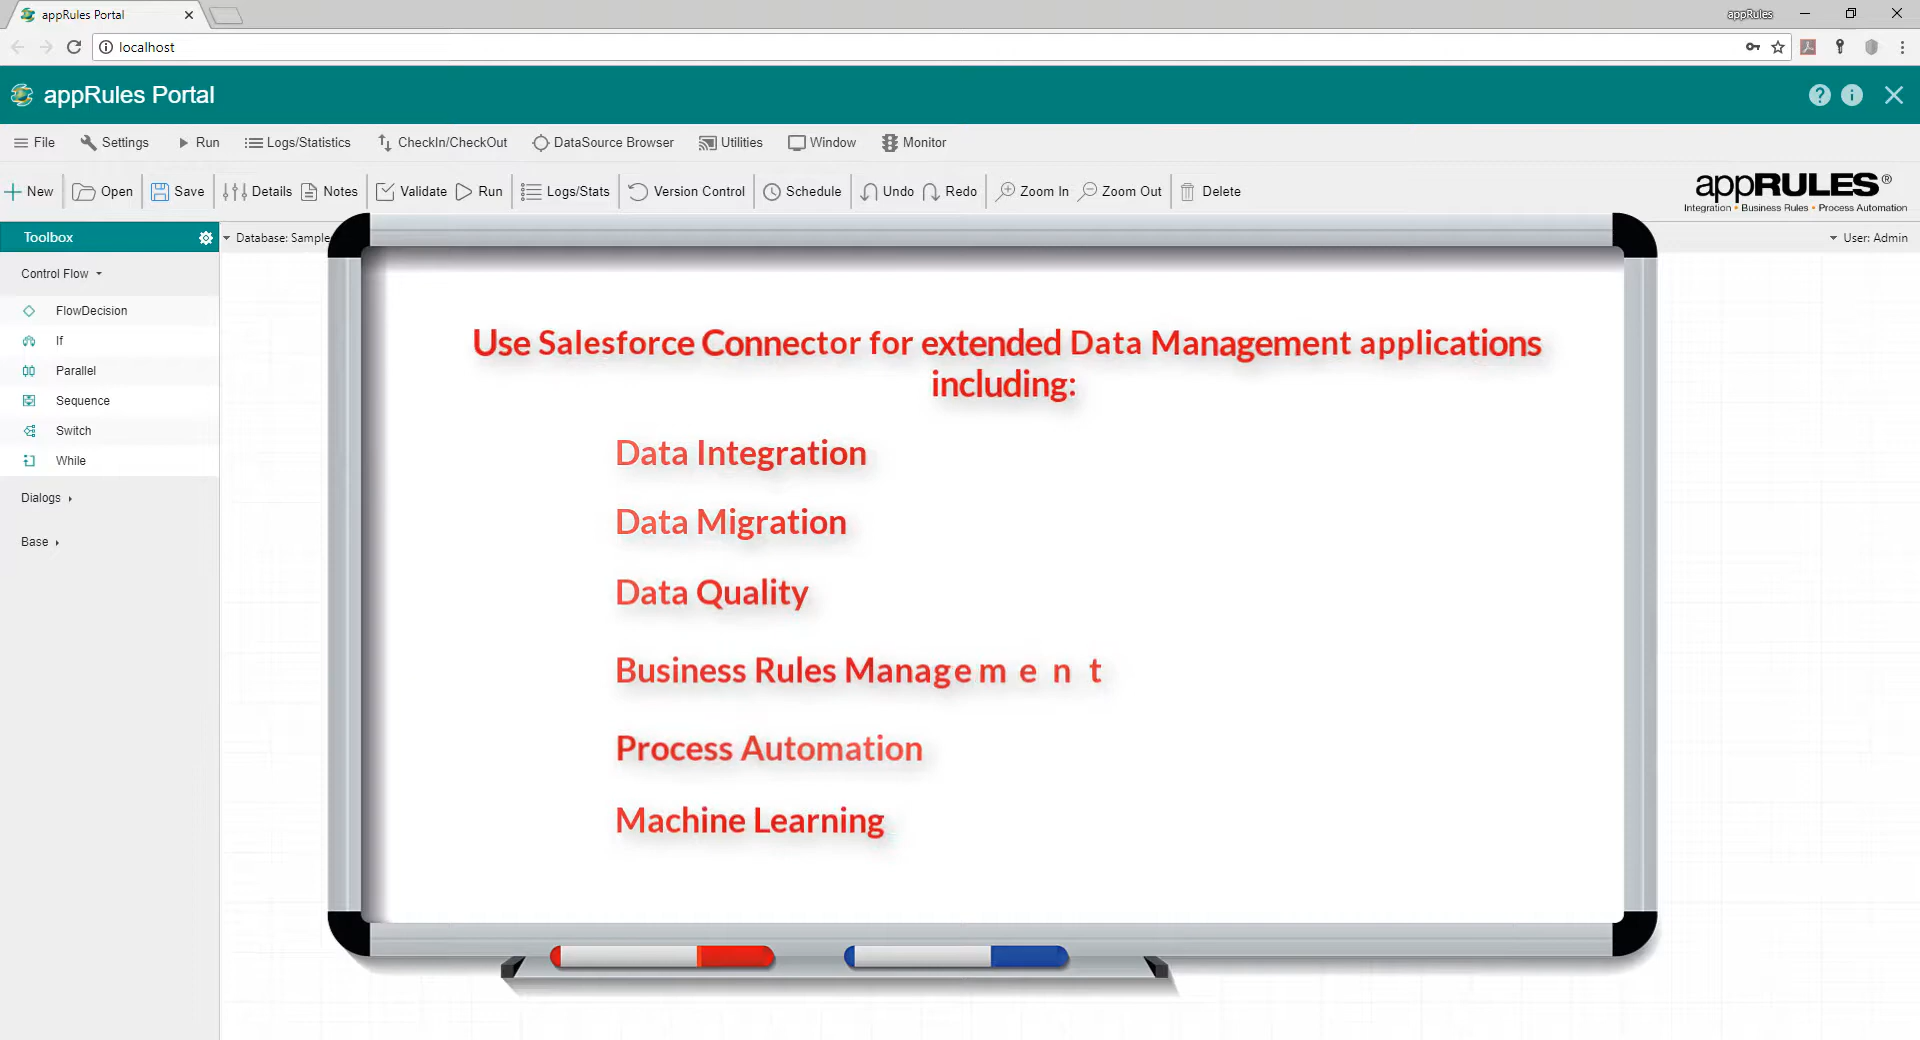 appRules Portal
appRules
localhost
appRules Portal
File Settings Run Logs/Statistics CheckIn/CheckOut DataSource Browser Utilities Window Monitor
New Open Save Details Notes Validate Run Logs/Stats Version Control Schedule Undo Redo Zoom In Zoom Out Delete
appRULES®
Integration • Business Rules • Process Automation
Toolbox
Database: Sample
User: Admin
Control Flow
FlowDecision
If
Parallel
Sequence
Switch
While
Dialogs
Base
Use Salesforce Connector for extended Data Management applications
including:
Data Integration
Data Migration
Data Quality
Business Rules Management
Process Automation
Machine Learning